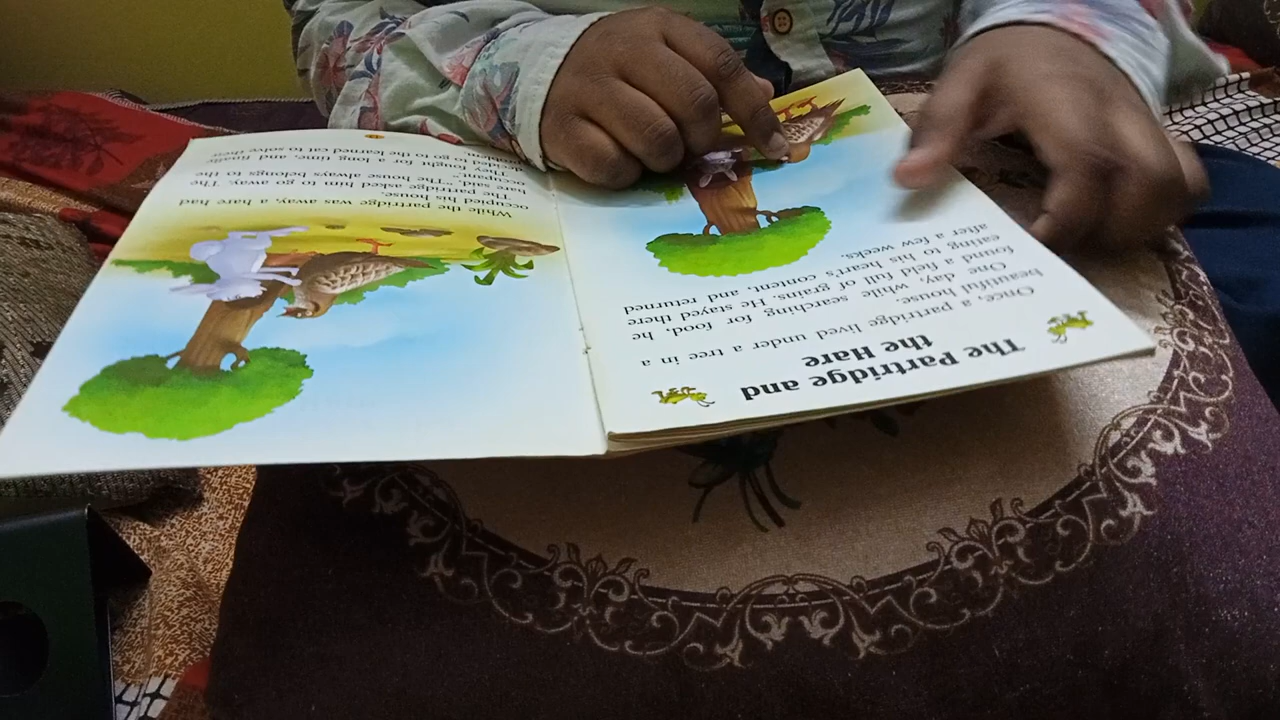 The Partridge and
the Hare
Once, a partridge lived under a tree in a
beautiful house.
One day, while searching for food, he
found a field full of grains. He stayed there
eating to his heart's content, and returned
after a few weeks.
While the partridge was away, a hare had
occupied his house.
The partridge asked him to go away. The
hare said, "The house always belongs to the
occupant."
They fought for a long time, and finally
to go to the learned cat to solve their